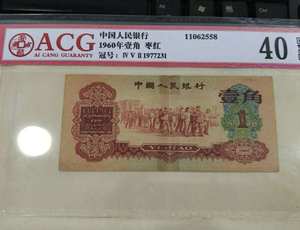 ACG
AI CANG GUARANTY
中国人民银行
1960年壹角 枣红
冠号: Ⅳ Ⅴ Ⅱ 1977231
11062558
40
中国人民银行
壹角
1
YI JIAO